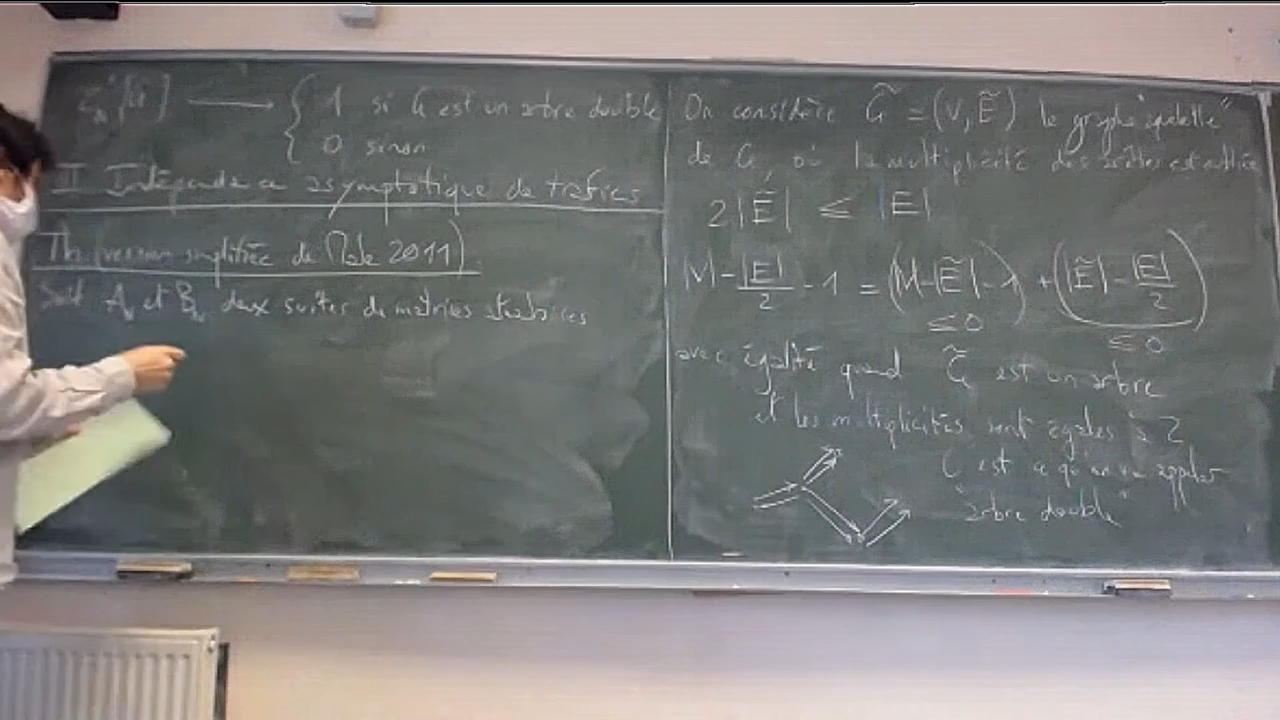 τ_N°[G] ⟶ { 1 si G est un arbre double
0 sinon
II Indépendance asymptotique de trafics
Th (version simplifiée de Male 2011)
Soit A_N et B_N deux suites de matrices aléatoires
On considère G̃ = (V, Ẽ) le graphe "squelette"
de G, où la multiplicité des arêtes est oubliée
2|Ẽ| ≤ |E|
|V| - |E|/2 - 1 = (|V| - |Ẽ| - 1) + (|Ẽ| - |E|/2)
≤ 0 ≤ 0
avec égalité quand G̃ est un arbre
et les multiplicités sont égales à 2
C'est ce qu'on va appeler
"arbre double"